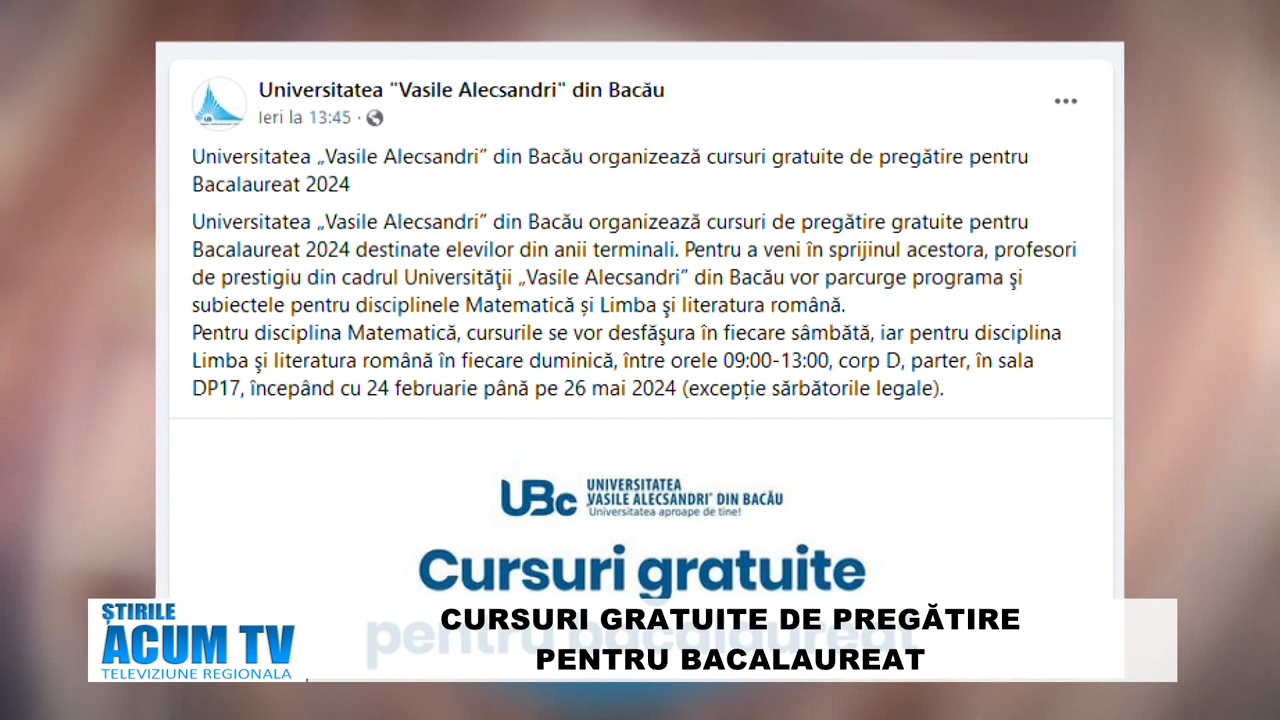 Universitatea "Vasile Alecsandri" din Bacău
Ieri la 13:45 ·
Universitatea „Vasile Alecsandri” din Bacău organizează cursuri gratuite de pregătire pentru
Bacalaureat 2024
Universitatea „Vasile Alecsandri” din Bacău organizează cursuri de pregătire gratuite pentru
Bacalaureat 2024 destinate elevilor din anii terminali. Pentru a veni în sprijinul acestora, profesori
de prestigiu din cadrul Universităţii „Vasile Alecsandri” din Bacău vor parcurge programa şi
subiectele pentru disciplinele Matematică și Limba şi literatura română.
Pentru disciplina Matematică, cursurile se vor desfăşura în fiecare sâmbătă, iar pentru disciplina
Limba şi literatura română în fiecare duminică, între orele 09:00-13:00, corp D, parter, în sala
DP17, începând cu 24 februarie până pe 26 mai 2024 (excepție sărbătorile legale).
UBc UNIVERSITATEA
„VASILE ALECSANDRI” DIN BACĂU
Universitatea aproape de tine!
Cursuri gratuite
pentru bacalaureat
ȘTIRILE
ACUM TV
TELEVIZIUNE REGIONALA
CURSURI GRATUITE DE PREGĂTIRE
PENTRU BACALAUREAT